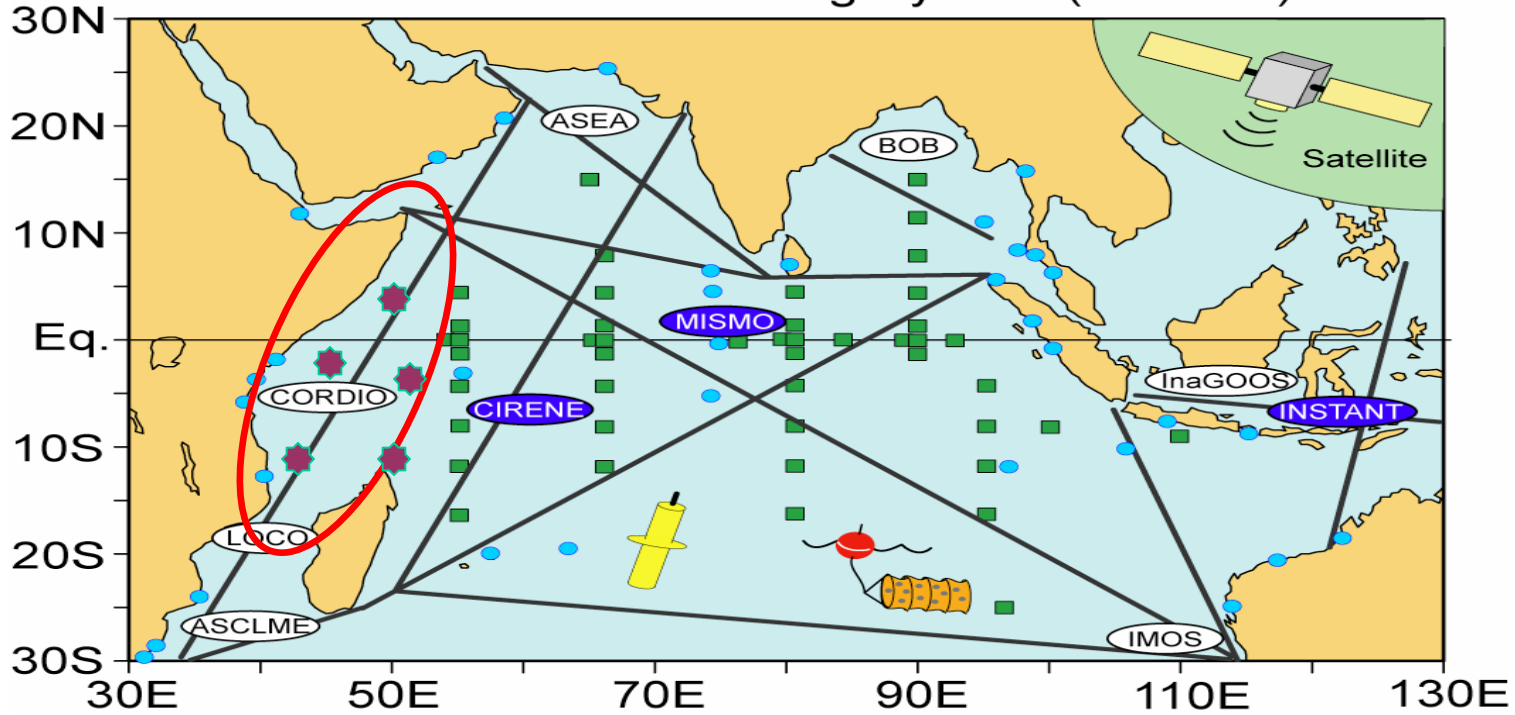 30N
20N
10N
Eq.
10S
20S
30S
30E
50E
70E
90E
110E
130E
ASEA
BOB
Satellite
MISMO
CORDIO
CIRENE
InaGOOS
INSTANT
LOCO
ASCLME
IMOS